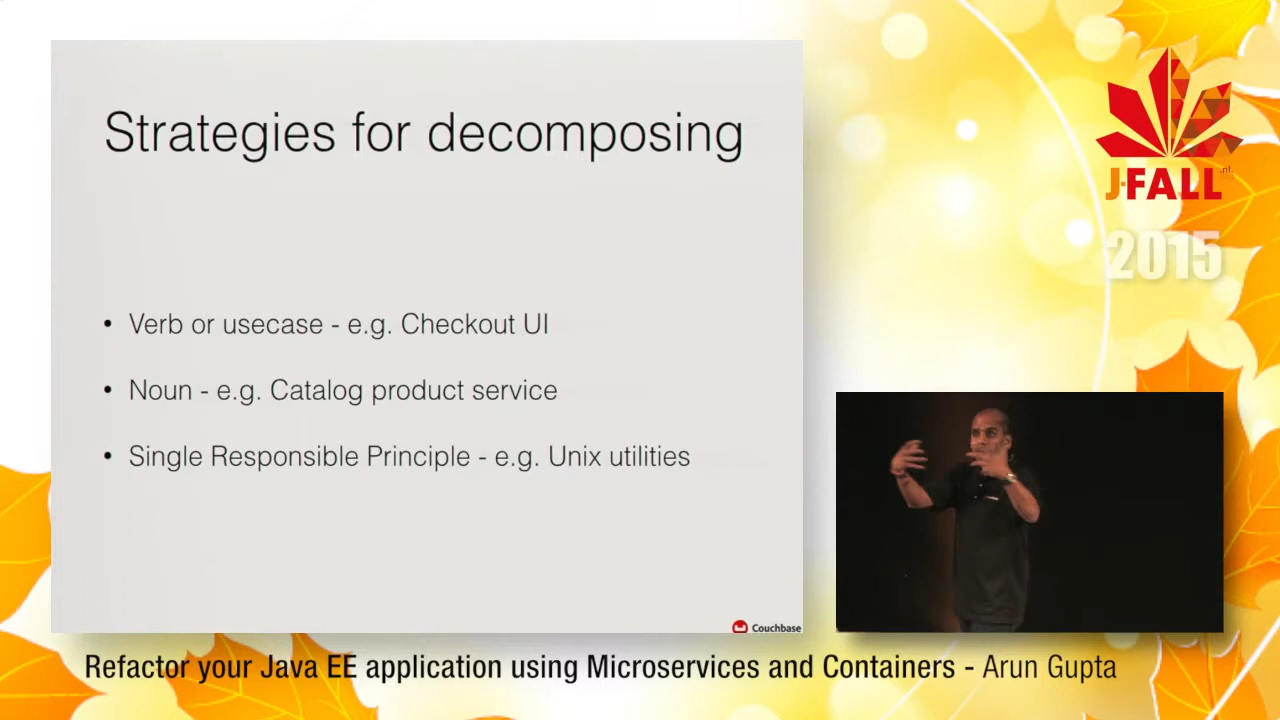 Strategies for decomposing
• Verb or usecase - e.g. Checkout UI
• Noun - e.g. Catalog product service
• Single Responsible Principle - e.g. Unix utilities
Couchbase
J-FALL.nl
2015
Refactor your Java EE application using Microservices and Containers - Arun Gupta